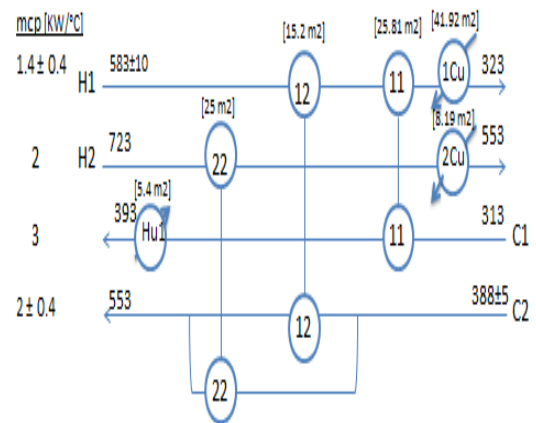 mcp [KW/°C]
[15.2 m2]
[25.81 m2]
[41.92 m2]
1.4 ± 0.4
H1
583±10
12
11
1Cu
323
[25 m2]
[8.19 m2]
2
H2
723
22
2Cu
553
[5.4 m2]
3
393
Hu1
11
313
C1
2 ± 0.4
553
12
388±5
C2
22